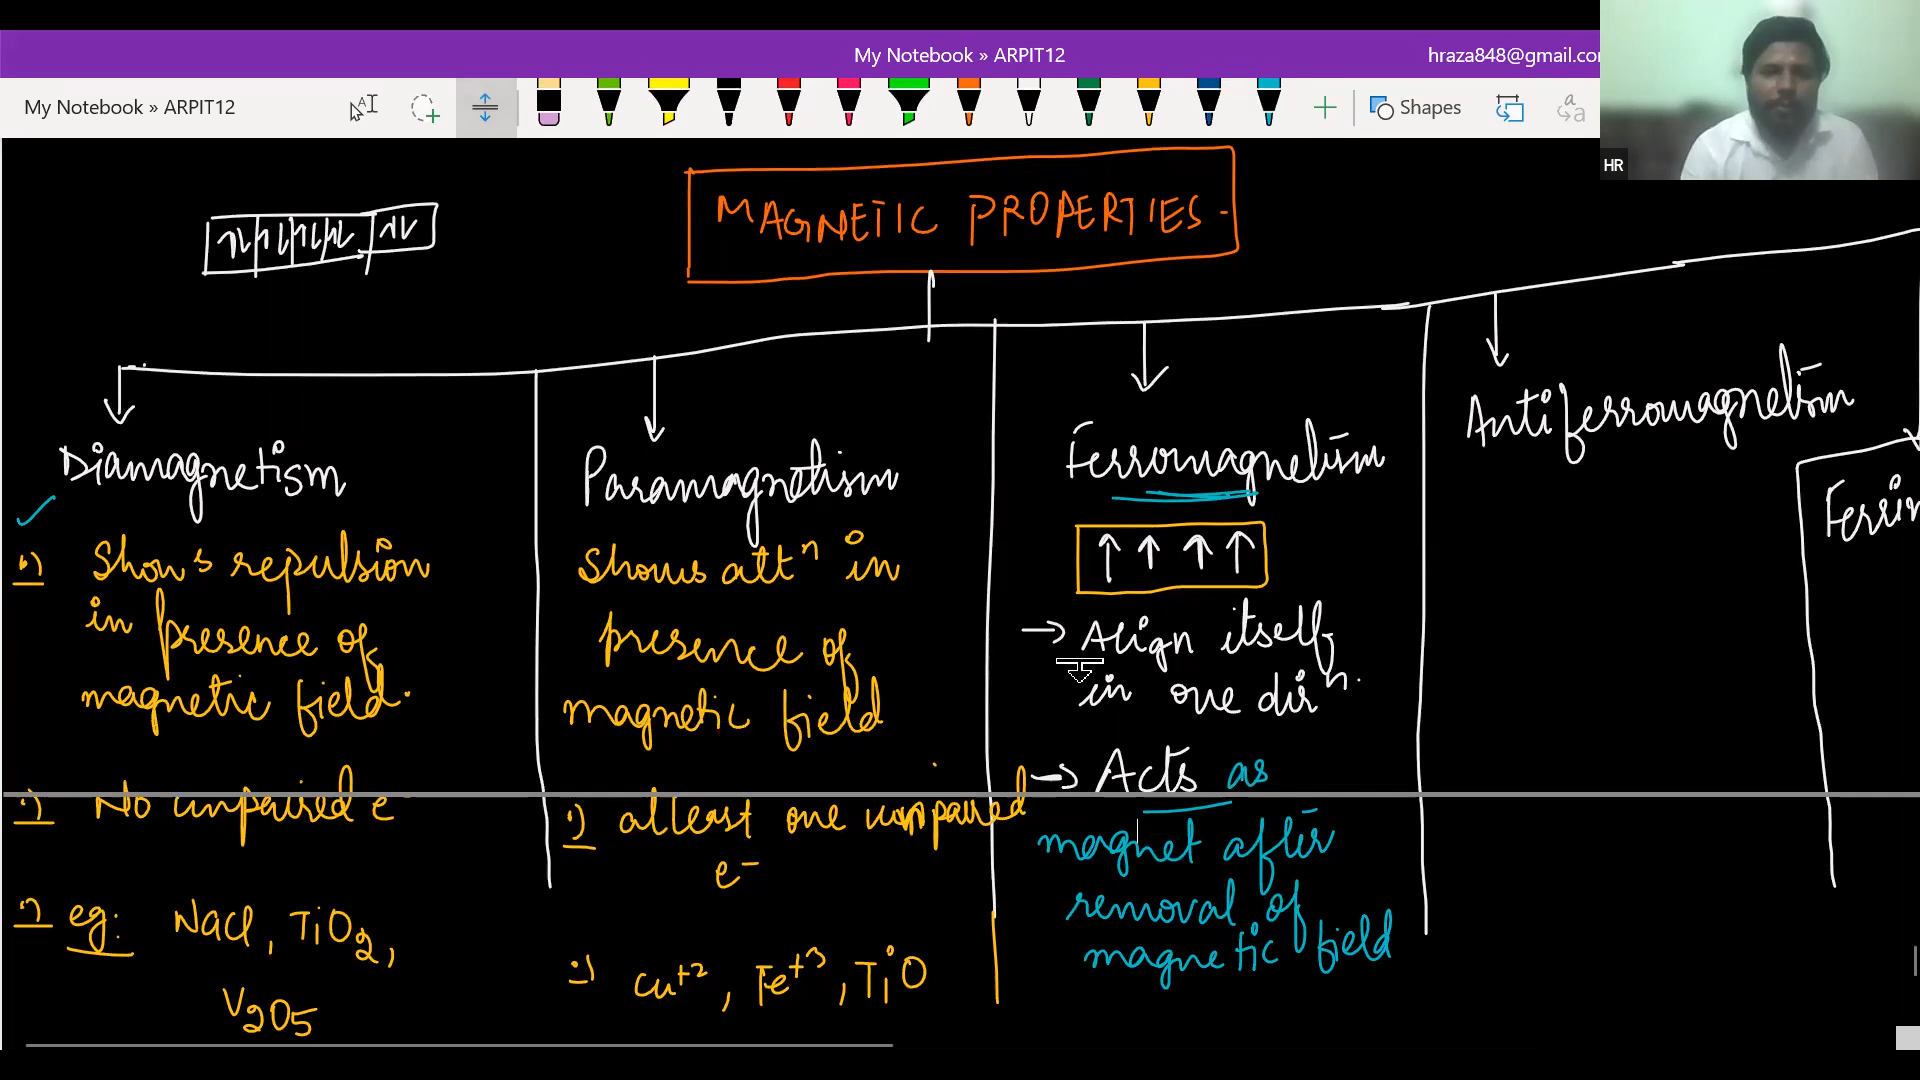 My Notebook » ARPIT12
hraza848@gmail.co
My Notebook » ARPIT12
Shapes
HR
MAGNETIC PROPERTIES.
Diamagnetism
Shows repulsion
in presence of
magnetic field.
No unpaired e-
eg: NaCl, TiO2,
V2O5
Paramagnetism
Shows attn in
presence of
magnetic field
atleast one unpaired
e-
Cu+2, Fe+3, TiO
Ferromagnetism
↑ ↑ ↑ ↑
→ Align itself
in one dirn.
→ Acts as
magnet after
removal of
magnetic field
Antiferromagnetism
Ferrim